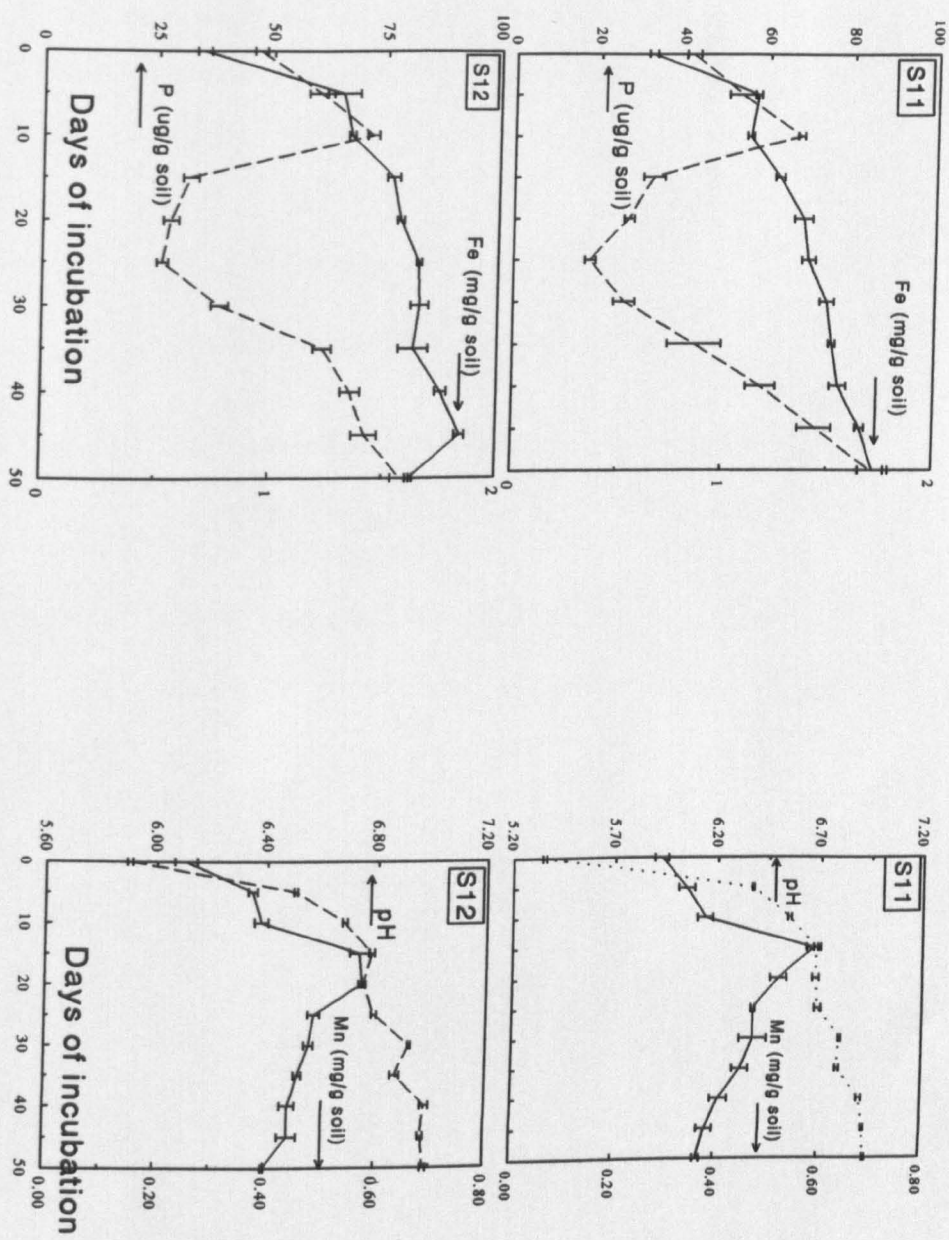 S11
Fe (mg/g soil)
P (ug/g soil)
100
80
60
40
20
0
2
1
0
S12
Fe (mg/g soil)
P (ug/g soil)
100
75
50
25
0
2
1
0
0 10 20 30 40 50
Days of incubation
S11
pH
Mn (mg/g soil)
7.20
6.70
6.20
5.70
5.20
0.80
0.60
0.40
0.20
0.00
S12
pH
Mn (mg/g soil)
7.20
6.80
6.40
6.00
5.60
0.80
0.60
0.40
0.20
0.00
0 10 20 30 40 50
Days of incubation